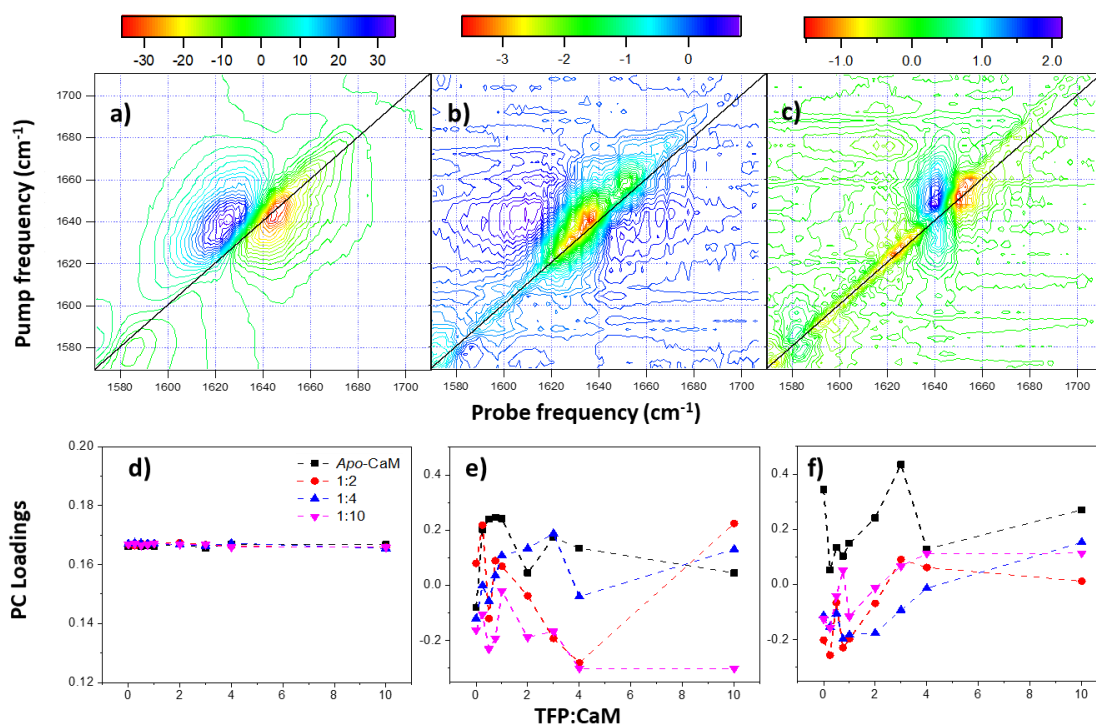 -30 -20 -10 0 10 20 30
-3 -2 -1 0
-1.0 0.0 1.0 2.0
a) b) c)
1700
1680
1660
1640
1620
1600
1580
Pump frequency (cm-1)
1580 1600 1620 1640 1660 1680 1700
1580 1600 1620 1640 1660 1680 1700
1580 1600 1620 1640 1660 1680 1700
Probe frequency (cm-1)
d) e) f)
Apo-CaM
1:2
1:4
1:10
PC Loadings
0.20
0.18
0.16
0.14
0.12
0.4
0.2
0.0
-0.2
0.4
0.2
0.0
-0.2
0 2 4 6 8 10
0 2 4 6 8 10
0 2 4 6 8 10
TFP:CaM